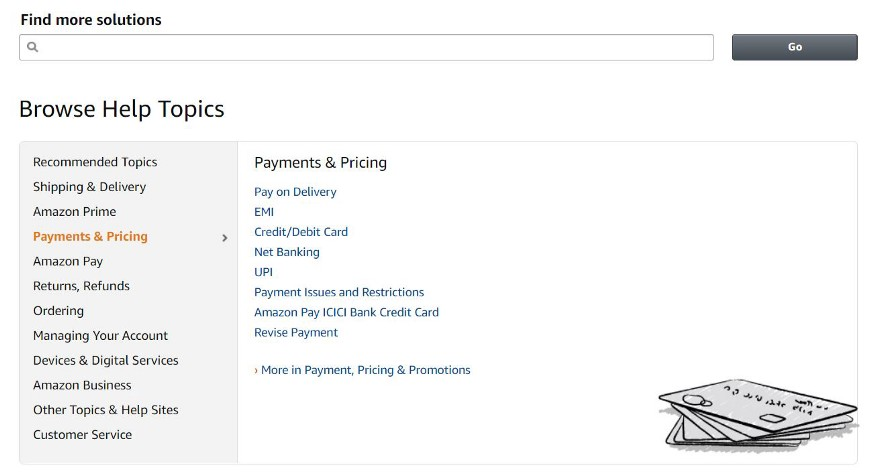 Find more solutions
Go
Browse Help Topics
Recommended Topics
Shipping & Delivery
Amazon Prime
Payments & Pricing
Amazon Pay
Returns, Refunds
Ordering
Managing Your Account
Devices & Digital Services
Amazon Business
Other Topics & Help Sites
Customer Service
Payments & Pricing
Pay on Delivery
EMI
Credit/Debit Card
Net Banking
UPI
Payment Issues and Restrictions
Amazon Pay ICICI Bank Credit Card
Revise Payment
› More in Payment, Pricing & Promotions